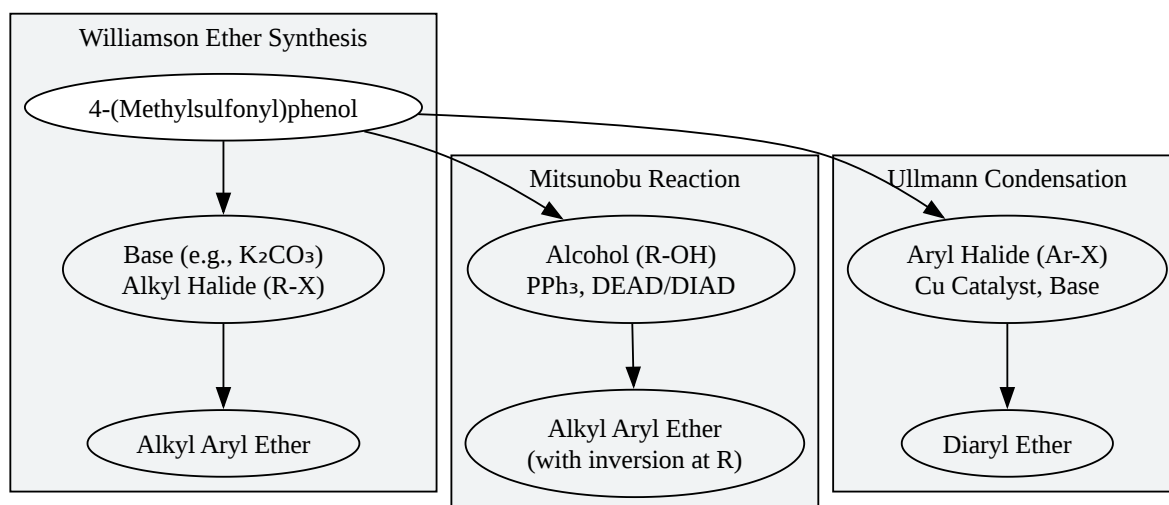 Williamson Ether Synthesis
4-(Methylsulfonyl)phenol
Base (e.g., K₂CO₃)
Alkyl Halide (R-X)
Alkyl Aryl Ether
Mitsunobu Reaction
Alcohol (R-OH)
PPh₃, DEAD/DIAD
Alkyl Aryl Ether
(with inversion at R)
Ullmann Condensation
Aryl Halide (Ar-X)
Cu Catalyst, Base
Diaryl Ether